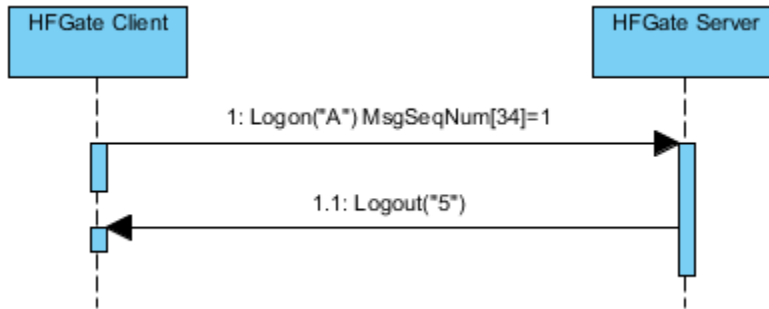 HFGate Client
HFGate Server
1: Logon("A") MsgSeqNum[34]=1
1.1: Logout("5")